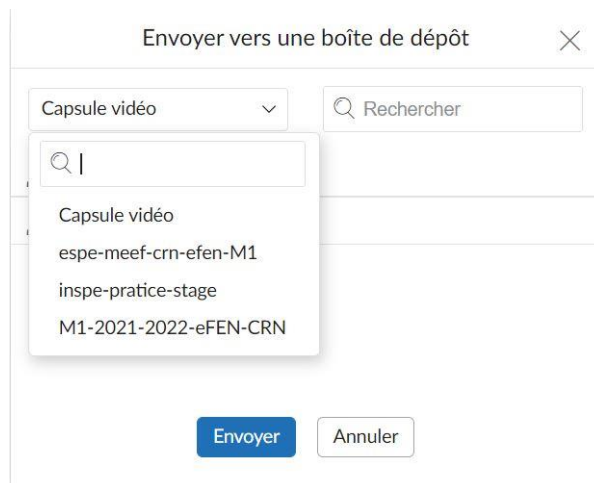 Envoyer vers une boîte de dépôt
Capsule vidéo
Rechercher
Capsule vidéo
espe-meef-crn-efen-M1
inspe-pratice-stage
M1-2021-2022-eFEN-CRN
Envoyer
Annuler